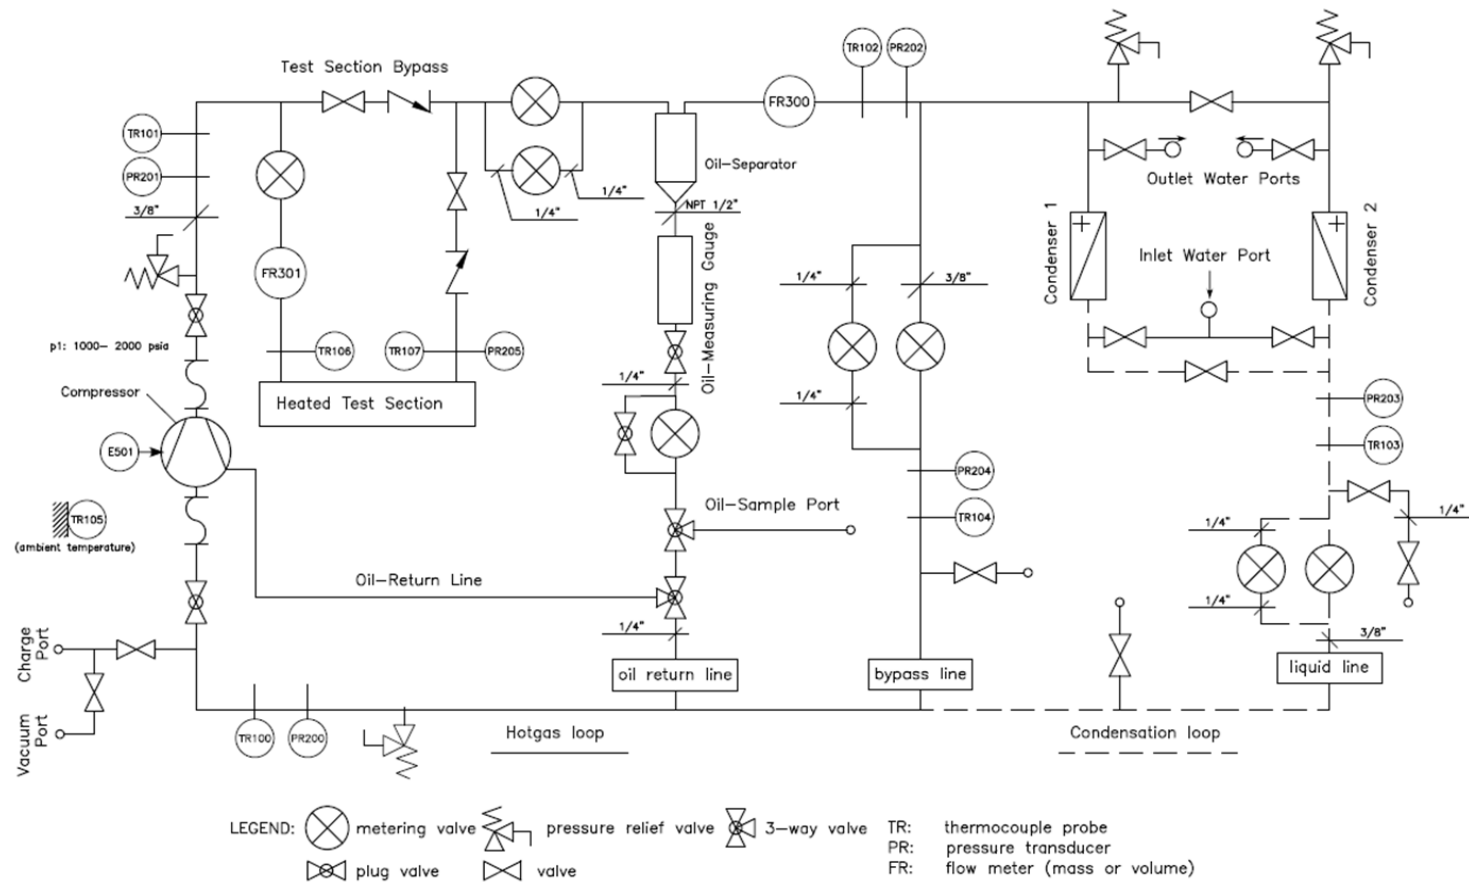 Test Section Bypass
TR101
PR201
3/8"
p1: 1000– 2000 psia
Compressor
E501
TR105
(ambient temperature)
Charge Port
Vacuum Port
FR301
TR106
TR107
PR205
Heated Test Section
1/4"
1/4"
Oil–Separator
NPT 1/2"
Oil–Measuring Gauge
1/4"
Oil–Sample Port
Oil–Return Line
1/4"
oil return line
TR100
PR200
Hotgas loop
FR300
TR102
PR202
1/4"
3/8"
1/4"
PR204
TR104
bypass line
Outlet Water Ports
Condenser 1
Condenser 2
Inlet Water Port
PR203
TR103
1/4"
1/4"
1/4"
3/8"
liquid line
Condensation loop
LEGEND:
metering valve
pressure relief valve
3–way valve
plug valve
valve
TR: thermocouple probe
PR: pressure transducer
FR: flow meter (mass or volume)